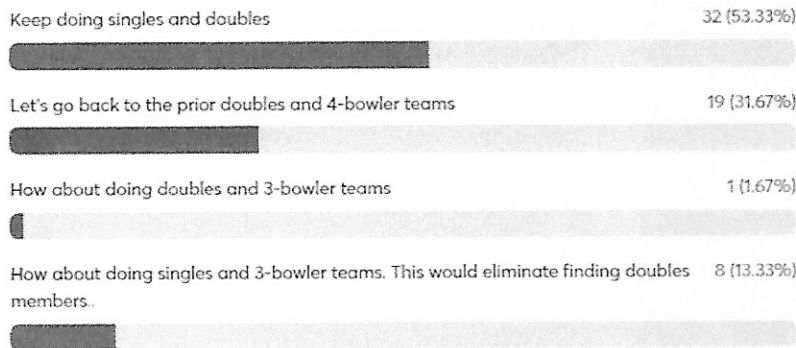 Keep doing singles and doubles 32 (53.33%)
Let's go back to the prior doubles and 4-bowler teams 19 (31.67%)
How about doing doubles and 3-bowler teams 1 (1.67%)
How about doing singles and 3-bowler teams. This would eliminate finding doubles 8 (13.33%)
members..